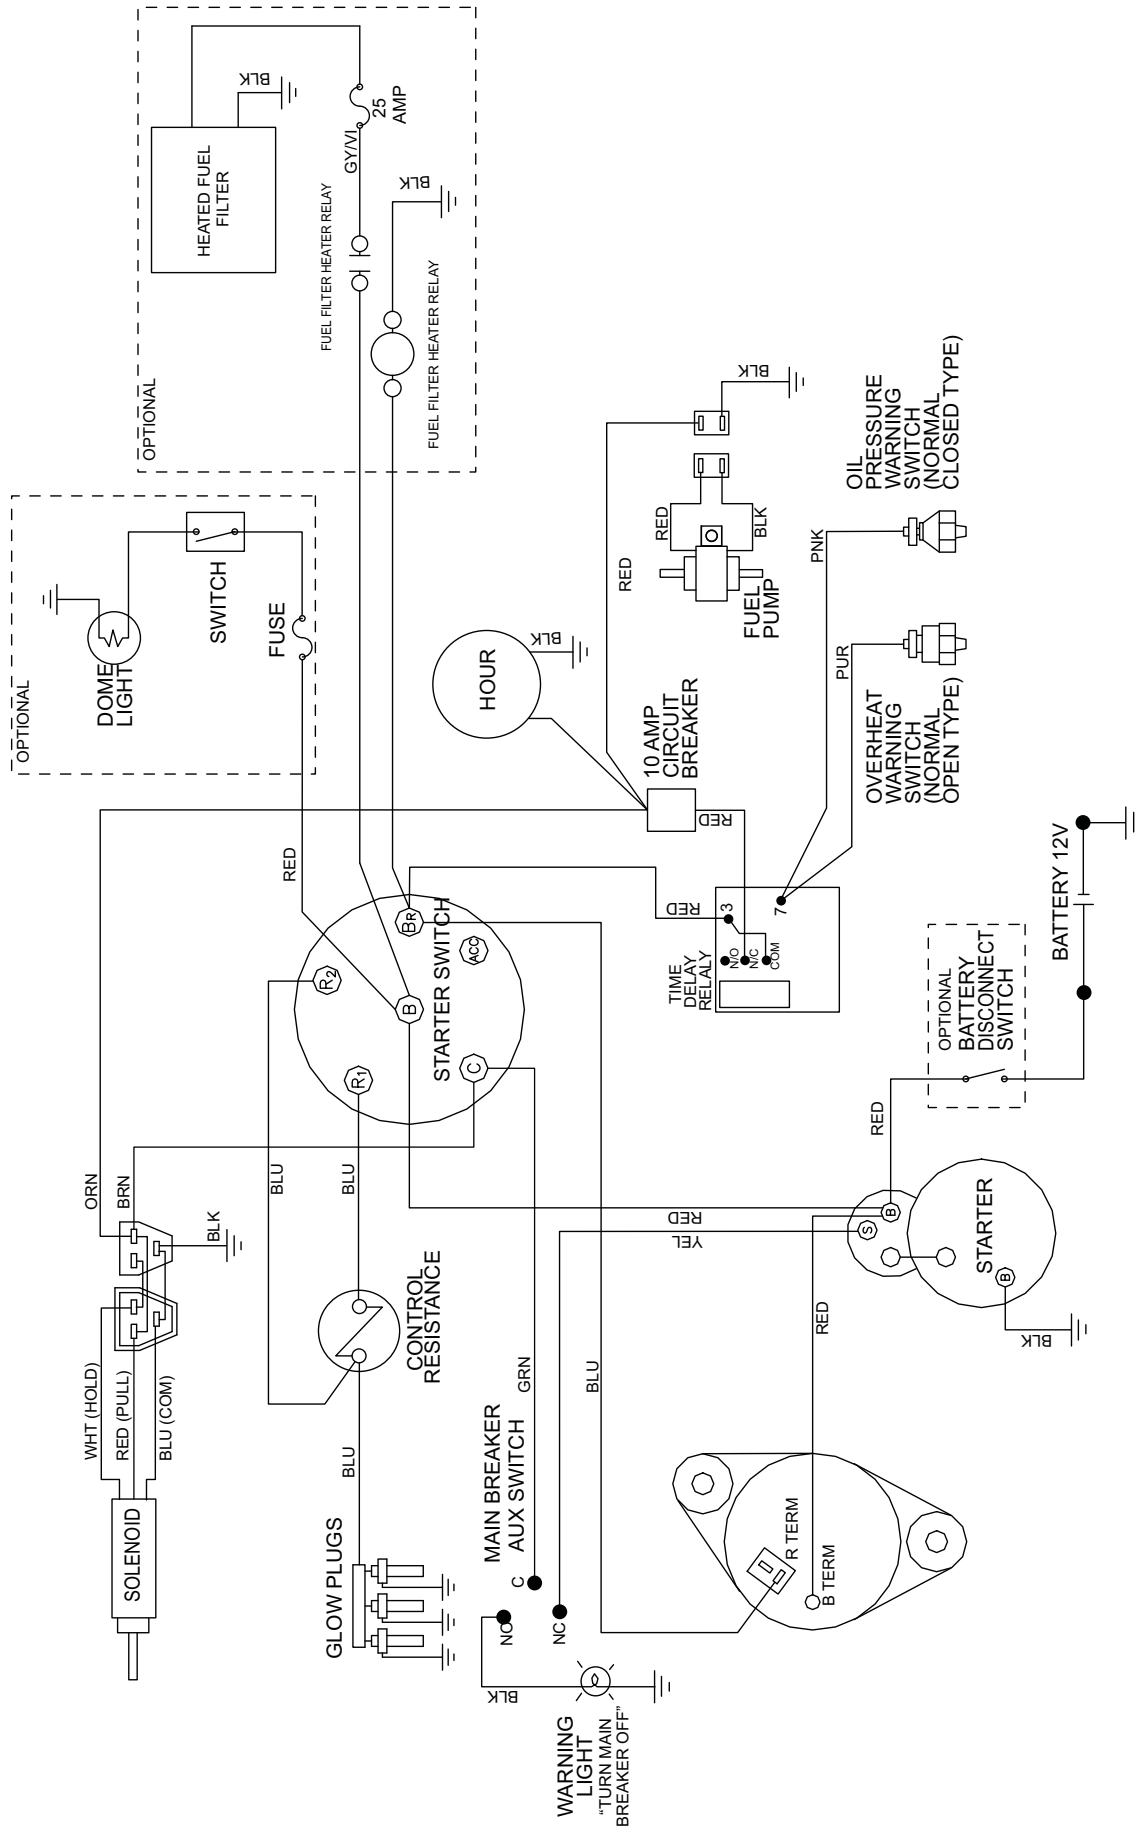 SOLENOID
WHT (HOLD)
RED (PULL)
BLU (COM)
ORN
BRN
BLK
GLOW PLUGS
BLU
CONTROL
RESISTANCE
BLU
BLU
R1
R2
B
BR
C
ACC
STARTER SWITCH
RED
OPTIONAL
DOME
LIGHT
SWITCH
FUSE
OPTIONAL
HEATED FUEL
FILTER
BLK
25
AMP
GY/VI
FUEL FILTER HEATER RELAY
BLK
FUEL FILTER HEATER RELAY
MAIN BREAKER
AUX SWITCH
C
NO
NC
GRN
BLU
BLK
WARNING
LIGHT
"TURN MAIN
BREAKER OFF"
RED
YEL
HOUR
BLK
10 AMP
CIRCUIT
BREAKER
RED
RED
RED
BLK
RED
BLK
FUEL
PUMP
TIME
DELAY
RELALY
RED
3
7
N/O
N/C
COM
PNK
PUR
OIL
PRESSURE
WARNING
SWITCH
(NORMAL
CLOSED TYPE)
OVERHEAT
WARNING
SWITCH
(NORMAL
OPEN TYPE)
R TERM
B TERM
RED
S
B
B
STARTER
BLK
RED
OPTIONAL
BATTERY
DISCONNECT
SWITCH
BATTERY 12V